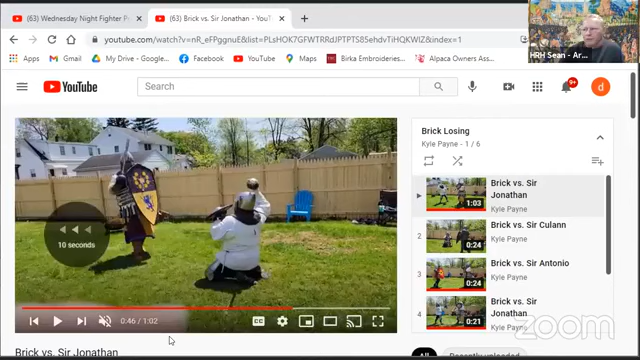 (63) Wednesday Night Fighter P
(63) Brick vs. Sir Jonathan - YouT
youtube.com/watch?v=nR_eFPggnuE&list=PLsHOK7GFWTRRdJPTPTS85ehdvTiHQKWIZ&index=1
HRH Sean - Ar...
Gmail
Maps
My Drive - Google...
Facebook
YouTube
Birka Embroideries...
Alpaca Owners Ass...
YouTube
Search
9+
d
10 seconds
0:46 / 1:02
CC
Brick vs. Sir Jonathan
Brick Losing
Kyle Payne - 1 / 6
Brick vs. Sir Jonathan
Kyle Payne
1:03
2
Brick vs. Sir Culann
Kyle Payne
0:24
3
Brick vs. Sir Antonio
Kyle Payne
0:24
4
Brick vs. Sir Jonathan
Kyle Payne
0:21
All
Recently uploaded
zoom